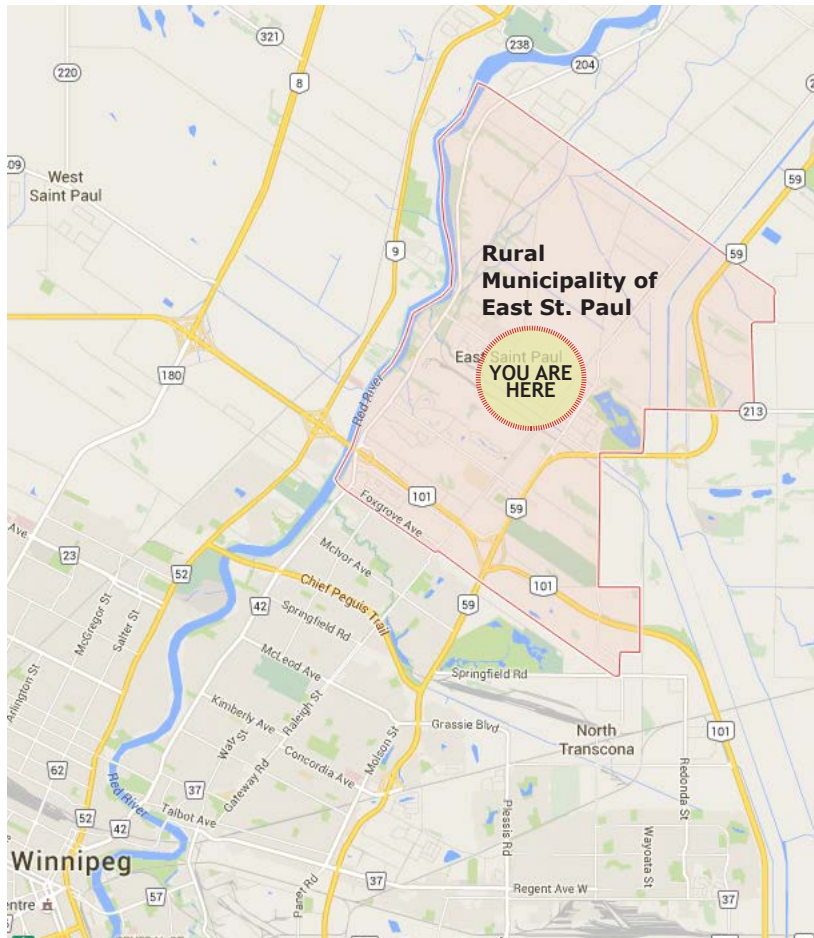 238
321
204
220
8
59
West
Saint Paul
9
59
Rural
Municipality of
East St. Paul
East Saint Paul
YOU ARE
HERE
180
Red River
213
101
Foxgrove Ave
59
Ave
23
McIvor Ave
52
101
Chief Peguis Trail
42
59
McGregor St
Salter St
Springfield Rd
McLeod Ave
Springfield Rd
Arlington St
Kimberly Ave
Raleigh St
Grassie Blvd
North
Transcona
101
Molson St
Watt St
Concordia Ave
Gateway Rd
62
37
Redonda St
Red River
52
42
Talbot Ave
Plessis Rd
Wayoata St
Winnipeg
37
Regent Ave W
37
57
Panet Rd
entre